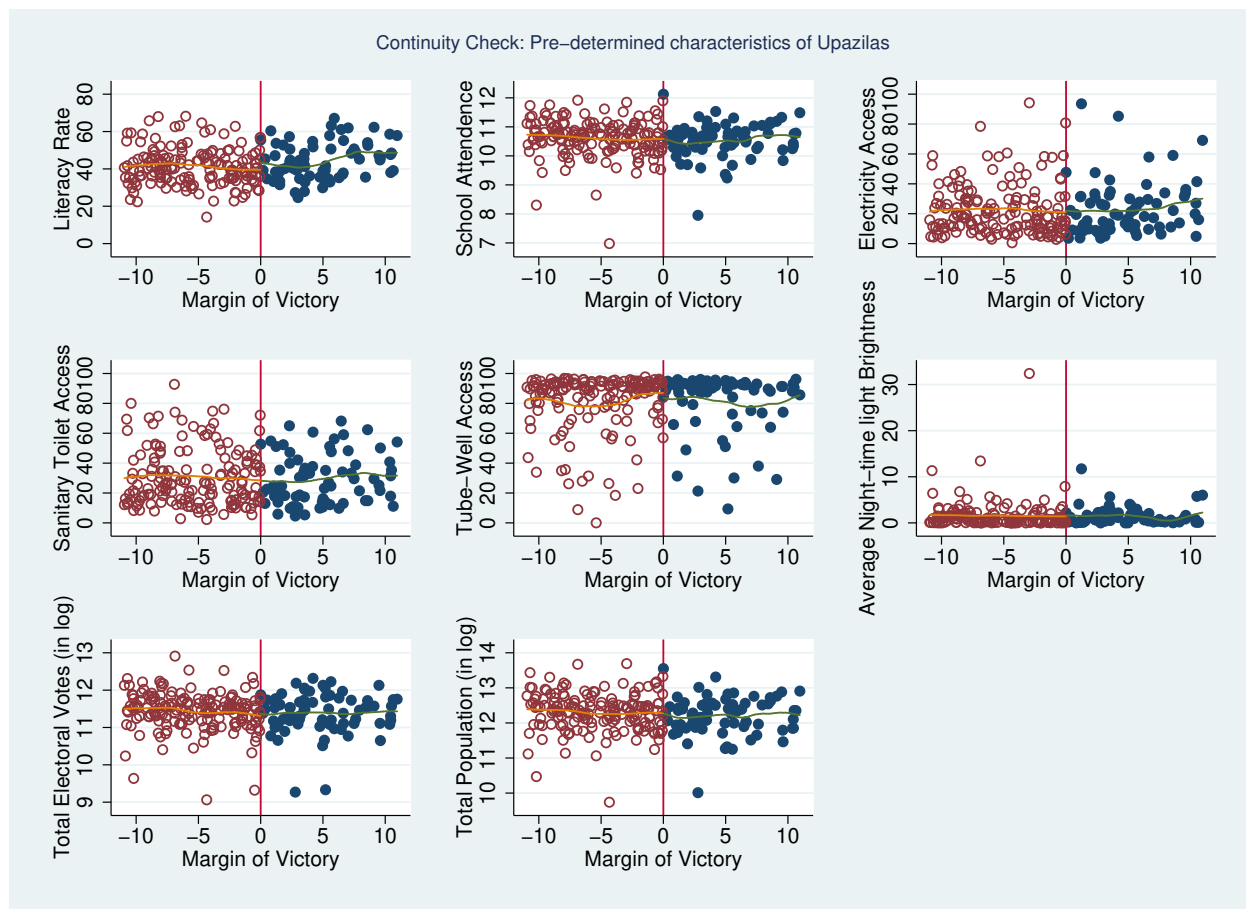 Continuity Check: Pre−determined characteristics of Upazilas
Literacy Rate
80
60
40
20
0
−10 −5 0 5 10
Margin of Victory
School Attendence
12
11
10
9
8
7
−10 −5 0 5 10
Margin of Victory
Electricity Access
100
80
60
40
20
0
−10 −5 0 5 10
Margin of Victory
Sanitary Toilet Access
100
80
60
40
20
0
−10 −5 0 5 10
Margin of Victory
Tube−Well Access
100
80
60
40
20
0
−10 −5 0 5 10
Margin of Victory
Average Night−time light Brightness
30
20
10
0
−10 −5 0 5 10
Margin of Victory
Total Electoral Votes (in log)
13
12
11
10
9
−10 −5 0 5 10
Margin of Victory
Total Population (in log)
14
13
12
11
10
−10 −5 0 5 10
Margin of Victory